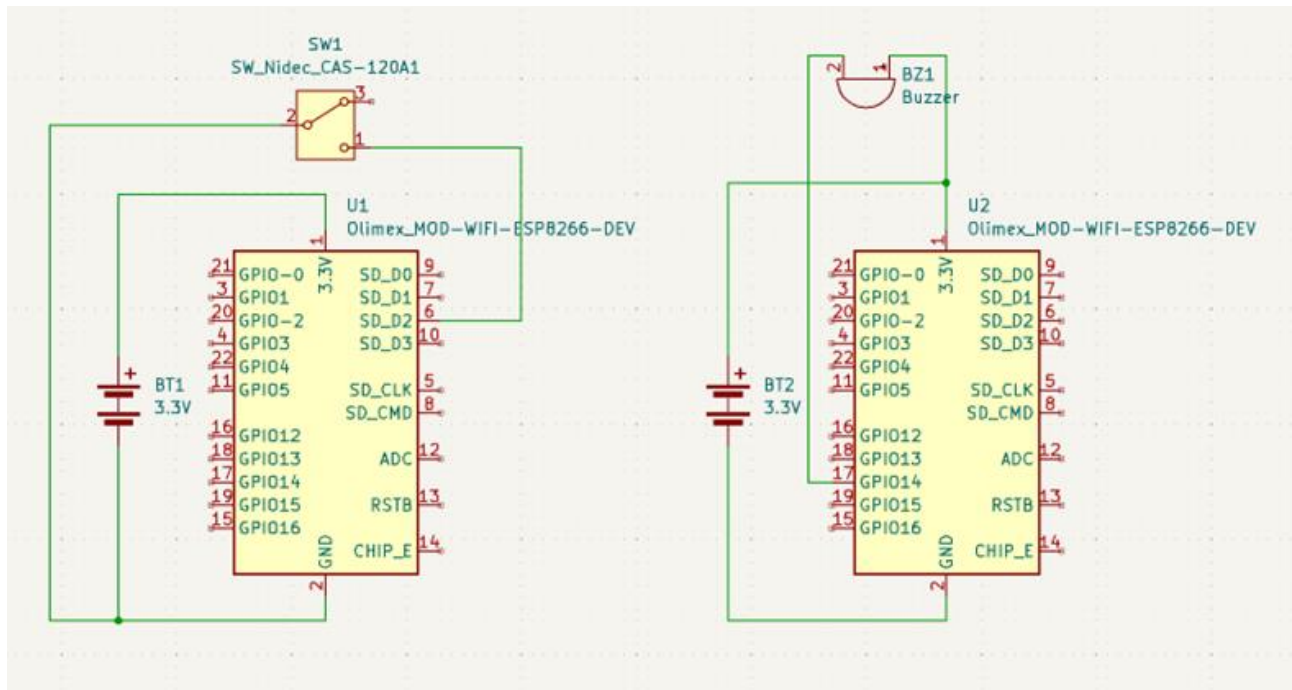 SW1
SW_Nidec_CAS-120A1
3
2
1
2
1
BZ1
Buzzer
U1
Olimex_MOD-WIFI-ESP8266-DEV
1
3.3V
21 GPIO-0
3 GPIO1
20 GPIO-2
4 GPIO3
22 GPIO4
11 GPIO5
16 GPIO12
18 GPIO13
17 GPIO14
19 GPIO15
15 GPIO16
SD_D0 9
SD_D1 7
SD_D2 6
SD_D3 10
SD_CLK 5
SD_CMD 8
ADC 12
RSTB 13
CHIP_E 14
GND
2
+
BT1
3.3V
U2
Olimex_MOD-WIFI-ESP8266-DEV
1
3.3V
21 GPIO-0
3 GPIO1
20 GPIO-2
4 GPIO3
22 GPIO4
11 GPIO5
16 GPIO12
18 GPIO13
17 GPIO14
19 GPIO15
15 GPIO16
SD_D0 9
SD_D1 7
SD_D2 6
SD_D3 10
SD_CLK 5
SD_CMD 8
ADC 12
RSTB 13
CHIP_E 14
GND
2
+
BT2
3.3V